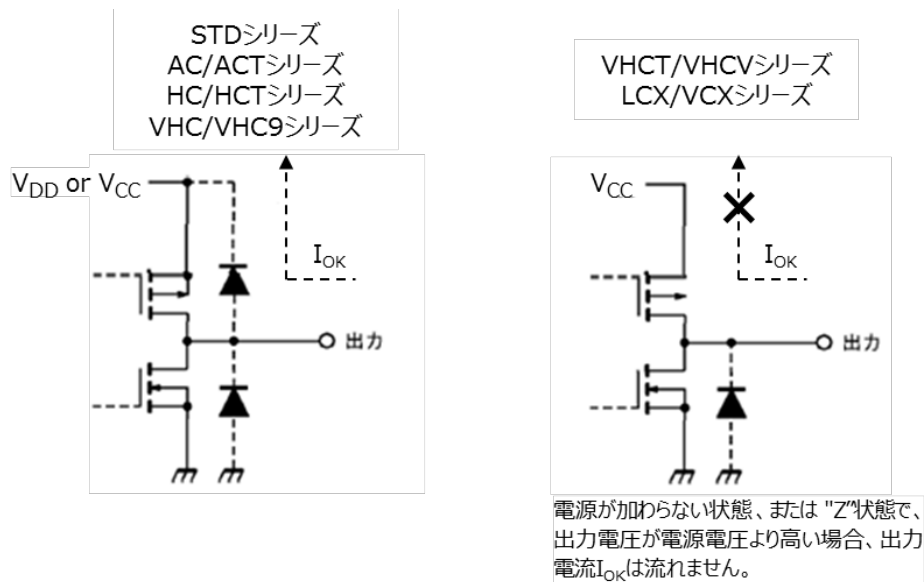 STDシリーズ
AC/ACTシリーズ
HC/HCTシリーズ
VHC/VHC9シリーズ
VDD or VCC
IOK
出力
VHCT/VHCVシリーズ
LCX/VCXシリーズ
VCC
IOK
出力
電源が加わらない状態、または "Z"状態で、
出力電圧が電源電圧より高い場合、出力
電流IOKは流れません。